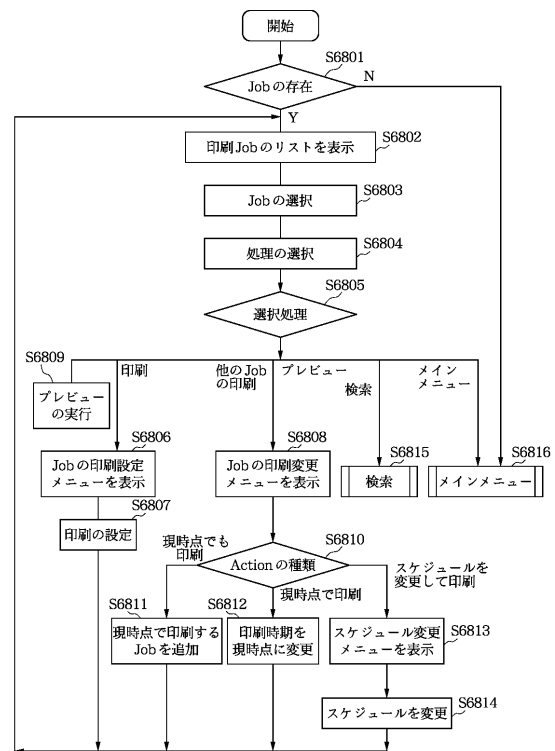 開始
S6801
Jobの存在
N
Y
S6802
印刷Jobのリストを表示
S6803
Jobの選択
S6804
処理の選択
S6805
選択処理
S6809
プレビュー
の実行
印刷
他のJob
の印刷
プレビュー
検索
メイン
メニュー
S6806
Jobの印刷設定
メニューを表示
S6807
印刷の設定
S6808
Jobの印刷変更
メニューを表示
S6815
検索
S6816
メインメニュー
現時点でも
印刷
S6810
Actionの種類
現時点で印刷
スケジュールを
変更して印刷
S6811
現時点で印刷する
Jobを追加
S6812
印刷時期を
現時点に変更
S6813
スケジュール変更
メニューを表示
S6814
スケジュールを変更